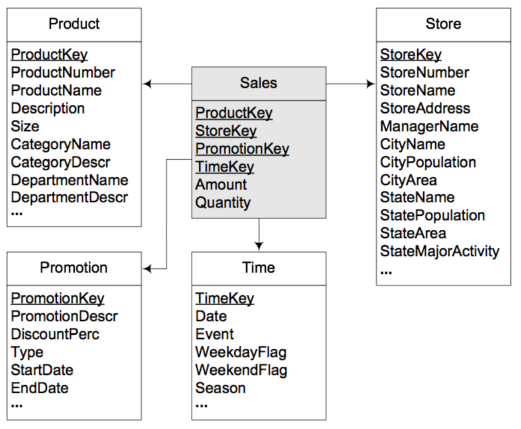 Product
ProductKey
ProductNumber
ProductName
Description
Size
CategoryName
CategoryDescr
DepartmentName
DepartmentDescr
...
Sales
ProductKey
StoreKey
PromotionKey
TimeKey
Amount
Quantity
Store
StoreKey
StoreNumber
StoreName
StoreAddress
ManagerName
CityName
CityPopulation
CityArea
StateName
StatePopulation
StateArea
StateMajorActivity
...
Promotion
PromotionKey
PromotionDescr
DiscountPerc
Type
StartDate
EndDate
...
Time
TimeKey
Date
Event
WeekdayFlag
WeekendFlag
Season
...